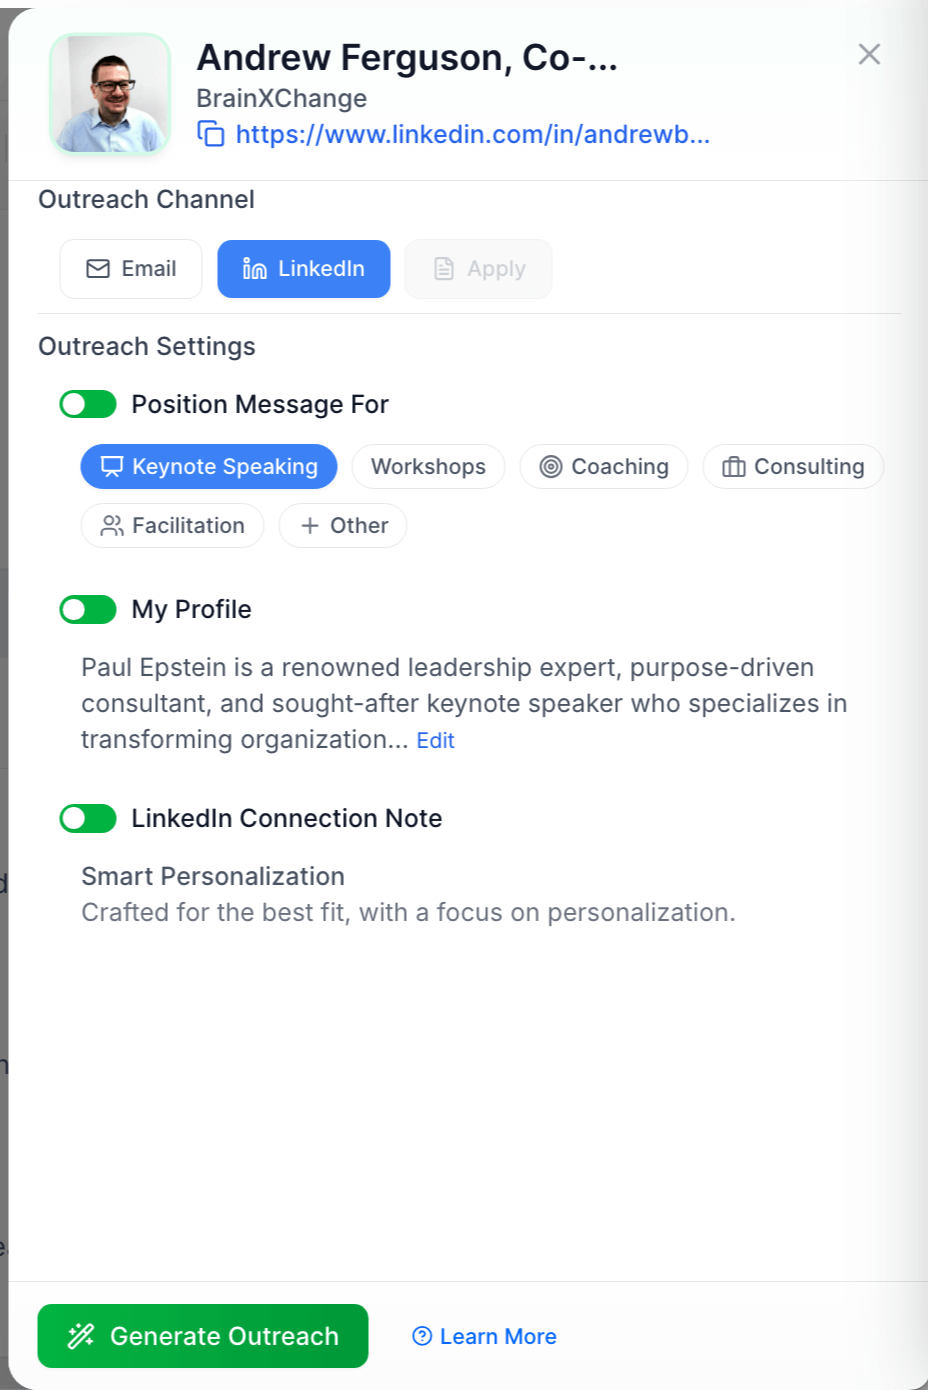 Andrew Ferguson, Co-...
BrainXChange
https://www.linkedin.com/in/andrewb...
Outreach Channel
Email
LinkedIn
Apply
Outreach Settings
Position Message For
Keynote Speaking
Workshops
Coaching
Consulting
Facilitation
Other
My Profile
Paul Epstein is a renowned leadership expert, purpose-driven
consultant, and sought-after keynote speaker who specializes in
transforming organization... Edit
LinkedIn Connection Note
Smart Personalization
Crafted for the best fit, with a focus on personalization.
Generate Outreach
Learn More